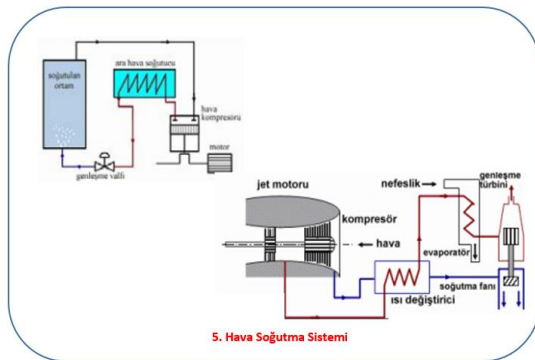 soğutulan
ortam
ara hava soğutucu
hava
kompresörü
motor
genleşme valfi
jet motoru
nefeslik
genleşme
türbini
kompresör
hava
evaporatör
ısı değiştirici
soğutma fanı
5. Hava Soğutma Sistemi